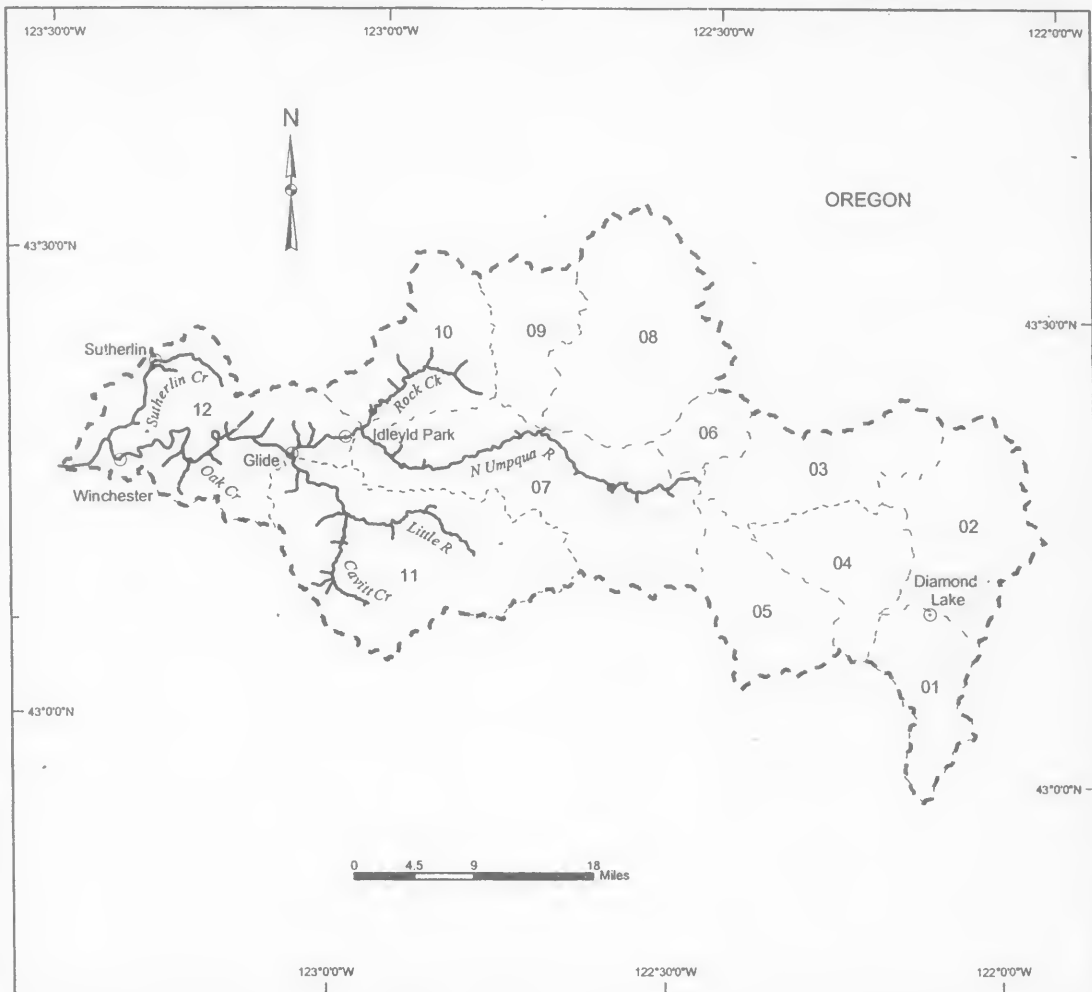 123°30'0"W
123°0'0"W
122°30'0"W
122°0'0"W
N
OREGON
43°30'0"N
43°30'0"N
10
09
08
Sutherlin
Sutherlin Cr
Rock Ck
12
Idleyld Park
06
03
Glide
N Umpqua R
07
Oak Cr
Winchester
02
Little R
04
Diamond
Lake
Cavitt Cr
11
05
01
43°0'0"N
43°0'0"N
0
4.5
9
18
Miles
123°0'0"W
122°30'0"W
122°0'0"W